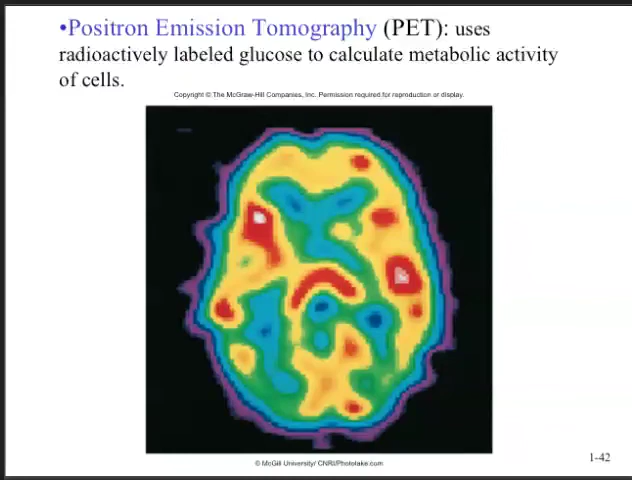 •Positron Emission Tomography (PET): uses
radioactively labeled glucose to calculate metabolic activity
of cells.
Copyright © The McGraw-Hill Companies, Inc. Permission required for reproduction or display.
© McGill University/ CNRI/Phototake.com
1-42